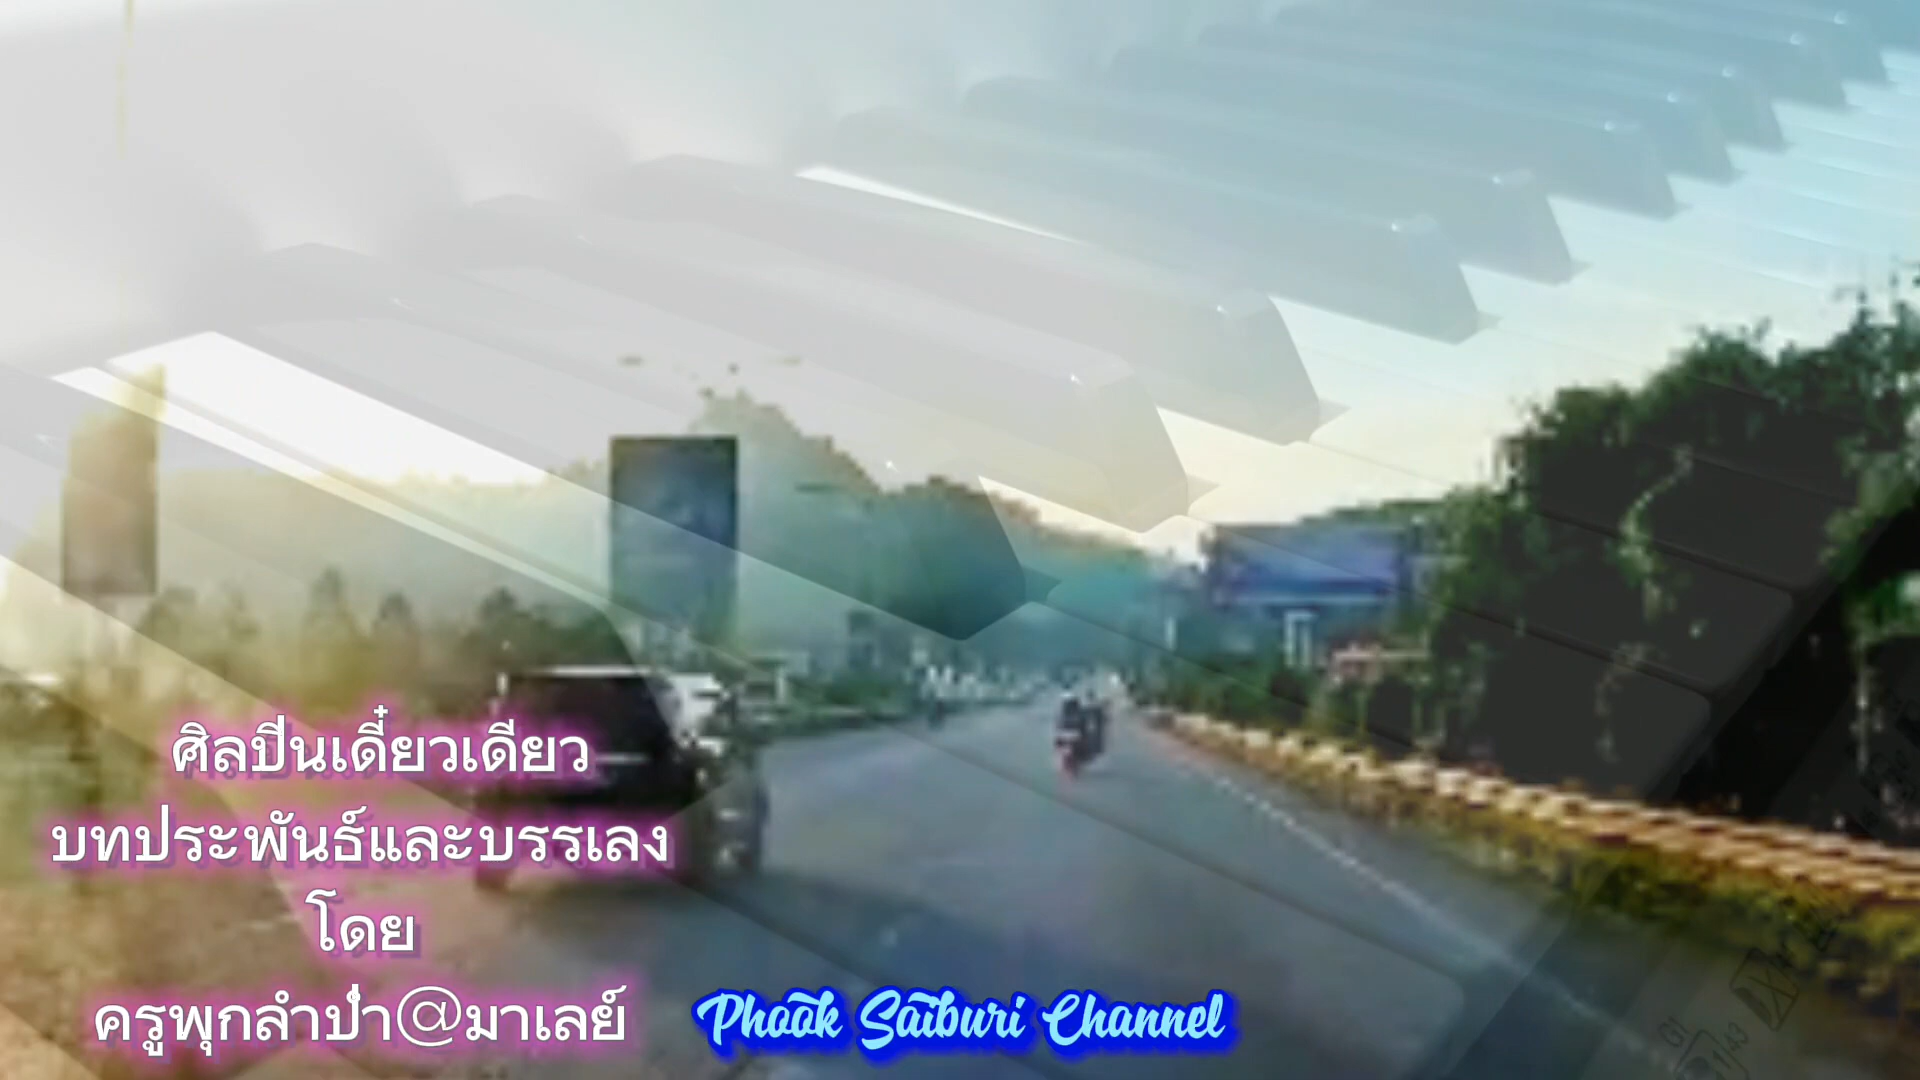 ศิลปีนเดี๋ยวเดียว
บทประพันธ์และบรรเลง
โดย
ครูพุกลำป่ำ@มาเลย์
Phook Saiburi Channel